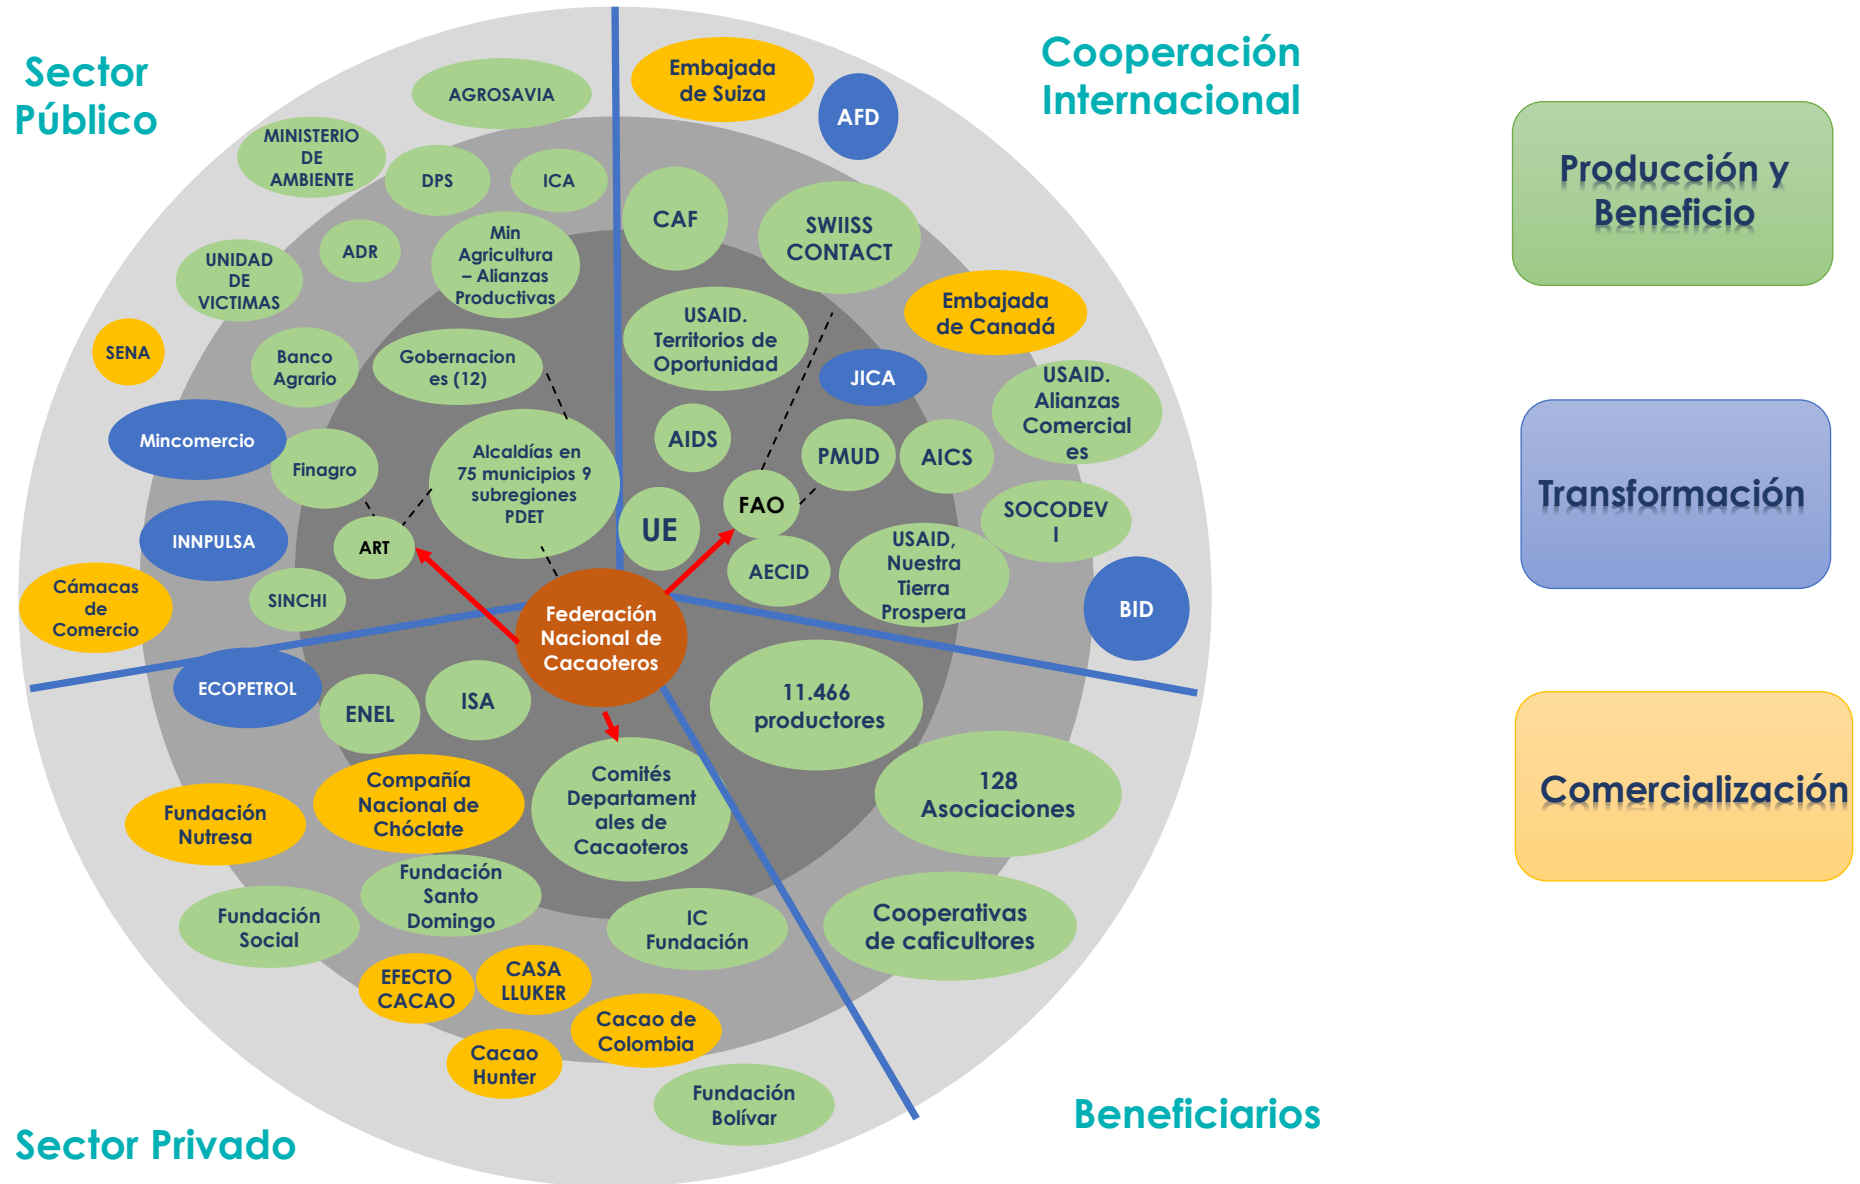 Sector
Público
Cooperación
Internacional
AGROSAVIA
MINISTERIO
DE
AMBIENTE
DPS
ICA
ADR
Min
Agricultura
– Alianzas
Productivas
UNIDAD
DE
VICTIMAS
SENA
Banco
Agrario
Gobernacion
es (12)
Mincomercio
Finagro
Alcaldías en
75 municipios 9
subregiones
PDET
INNPULSA
ART
Cámacas
de
Comercio
SINCHI
Embajada
de Suiza
AFD
CAF
SWIISS
CONTACT
Embajada
de Canadá
USAID.
Territorios de
Oportunidad
JICA
USAID.
Alianzas
Comercial
es
AIDS
PMUD
AICS
FAO
UE
SOCODEV
I
AECID
USAID,
Nuestra
Tierra
Prospera
BID
Federación
Nacional de
Cacaoteros
ECOPETROL
ENEL
ISA
Compañía
Nacional de
Chóclate
Fundación
Nutresa
Comités
Departament
ales de
Cacaoteros
Fundación
Santo
Domingo
Fundación
Social
IC
Fundación
EFECTO
CACAO
CASA
LLUKER
Cacao de
Colombia
Cacao
Hunter
Fundación
Bolívar
11.466
productores
128
Asociaciones
Cooperativas
de caficultores
Sector Privado
Beneficiarios
Producción y
Beneficio
Transformación
Comercialización